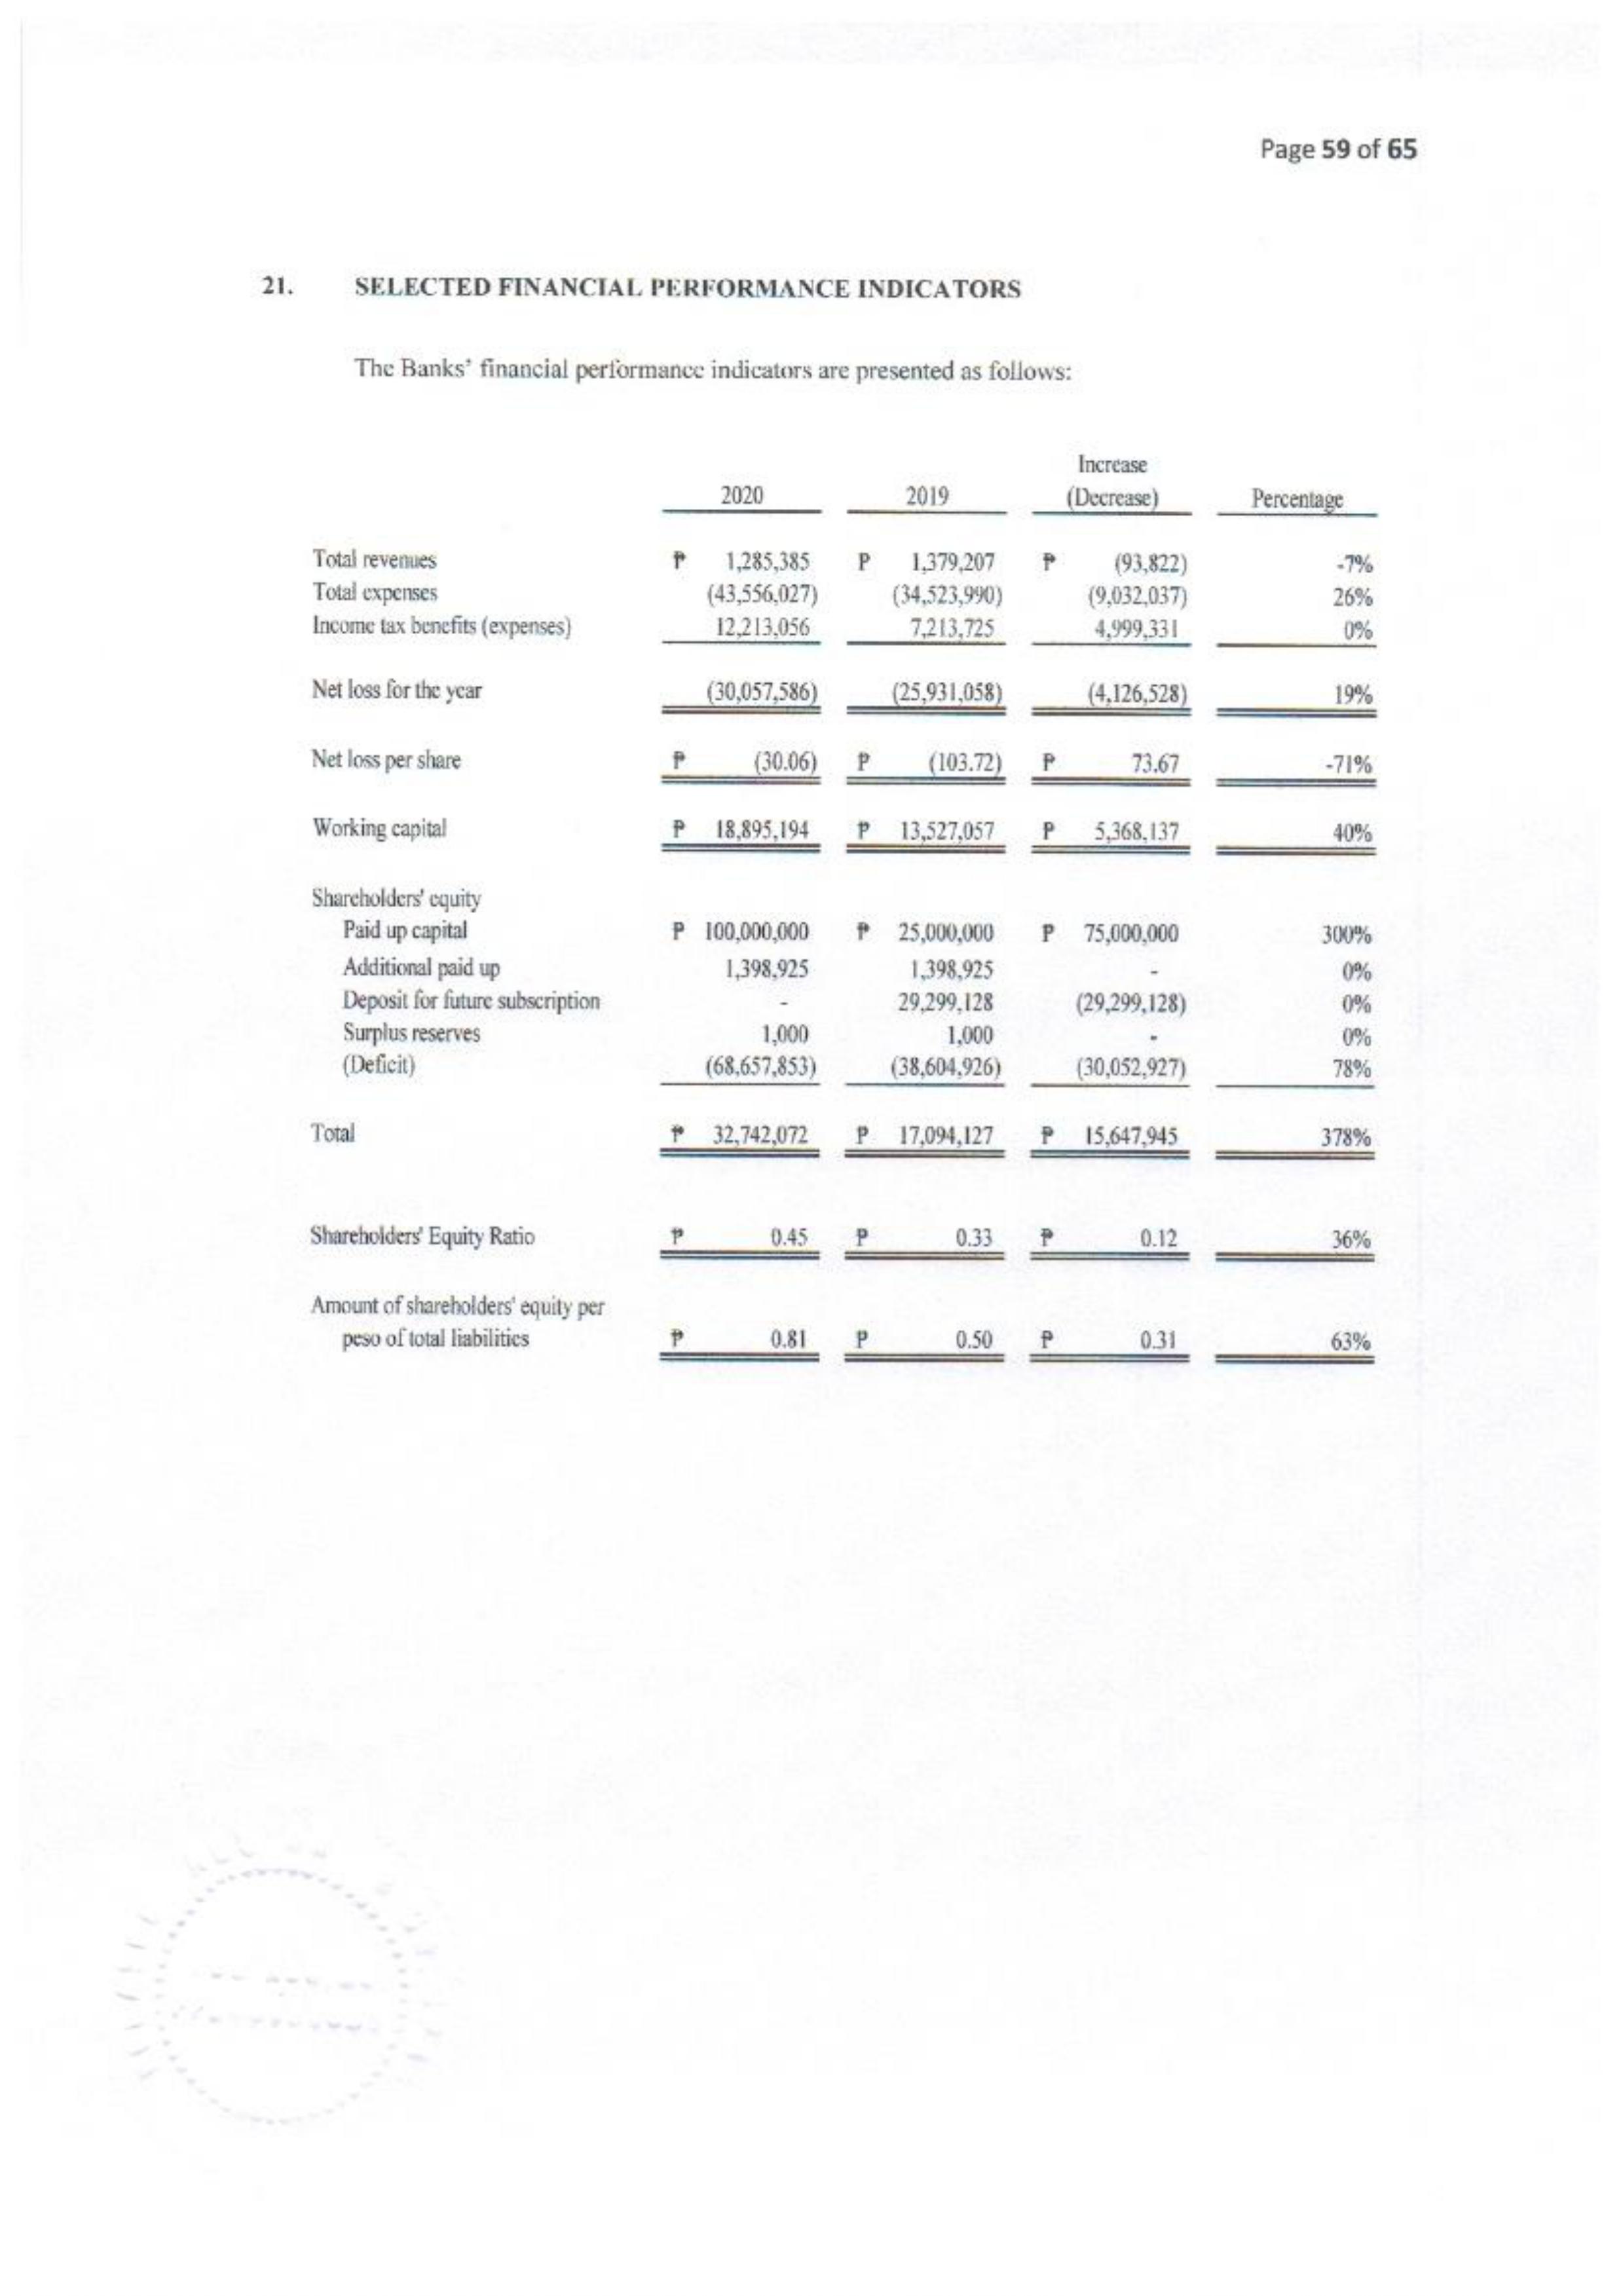 Page 59 of 65
21. SELECTED FINANCIAL PERFORMANCE INDICATORS
The Banks' financial performance indicators are presented as follows:
Increase
2020 2019 (Decrease) Percentage
Total revenues ₱ 1,285,385 ₱ 1,379,207 ₱ (93,822) -7%
Total expenses (43,556,027) (34,523,990) (9,032,037) 26%
Income tax benefits (expenses) 12,213,056 7,213,725 4,999,331 0%
Net loss for the year (30,057,586) (25,931,058) (4,126,528) 19%
Net loss per share ₱ (30.06) ₱ (103.72) ₱ 73.67 -71%
Working capital ₱ 18,895,194 ₱ 13,527,057 ₱ 5,368,137 40%
Shareholders' equity
Paid up capital ₱ 100,000,000 ₱ 25,000,000 ₱ 75,000,000 300%
Additional paid up 1,398,925 1,398,925 - 0%
Deposit for future subscription - 29,299,128 (29,299,128) 0%
Surplus reserves 1,000 1,000 - 0%
(Deficit) (68,657,853) (38,604,926) (30,052,927) 78%
Total ₱ 32,742,072 ₱ 17,094,127 ₱ 15,647,945 378%
Shareholders' Equity Ratio ₱ 0.45 ₱ 0.33 ₱ 0.12 36%
Amount of shareholders' equity per
peso of total liabilities ₱ 0.81 ₱ 0.50 ₱ 0.31 63%